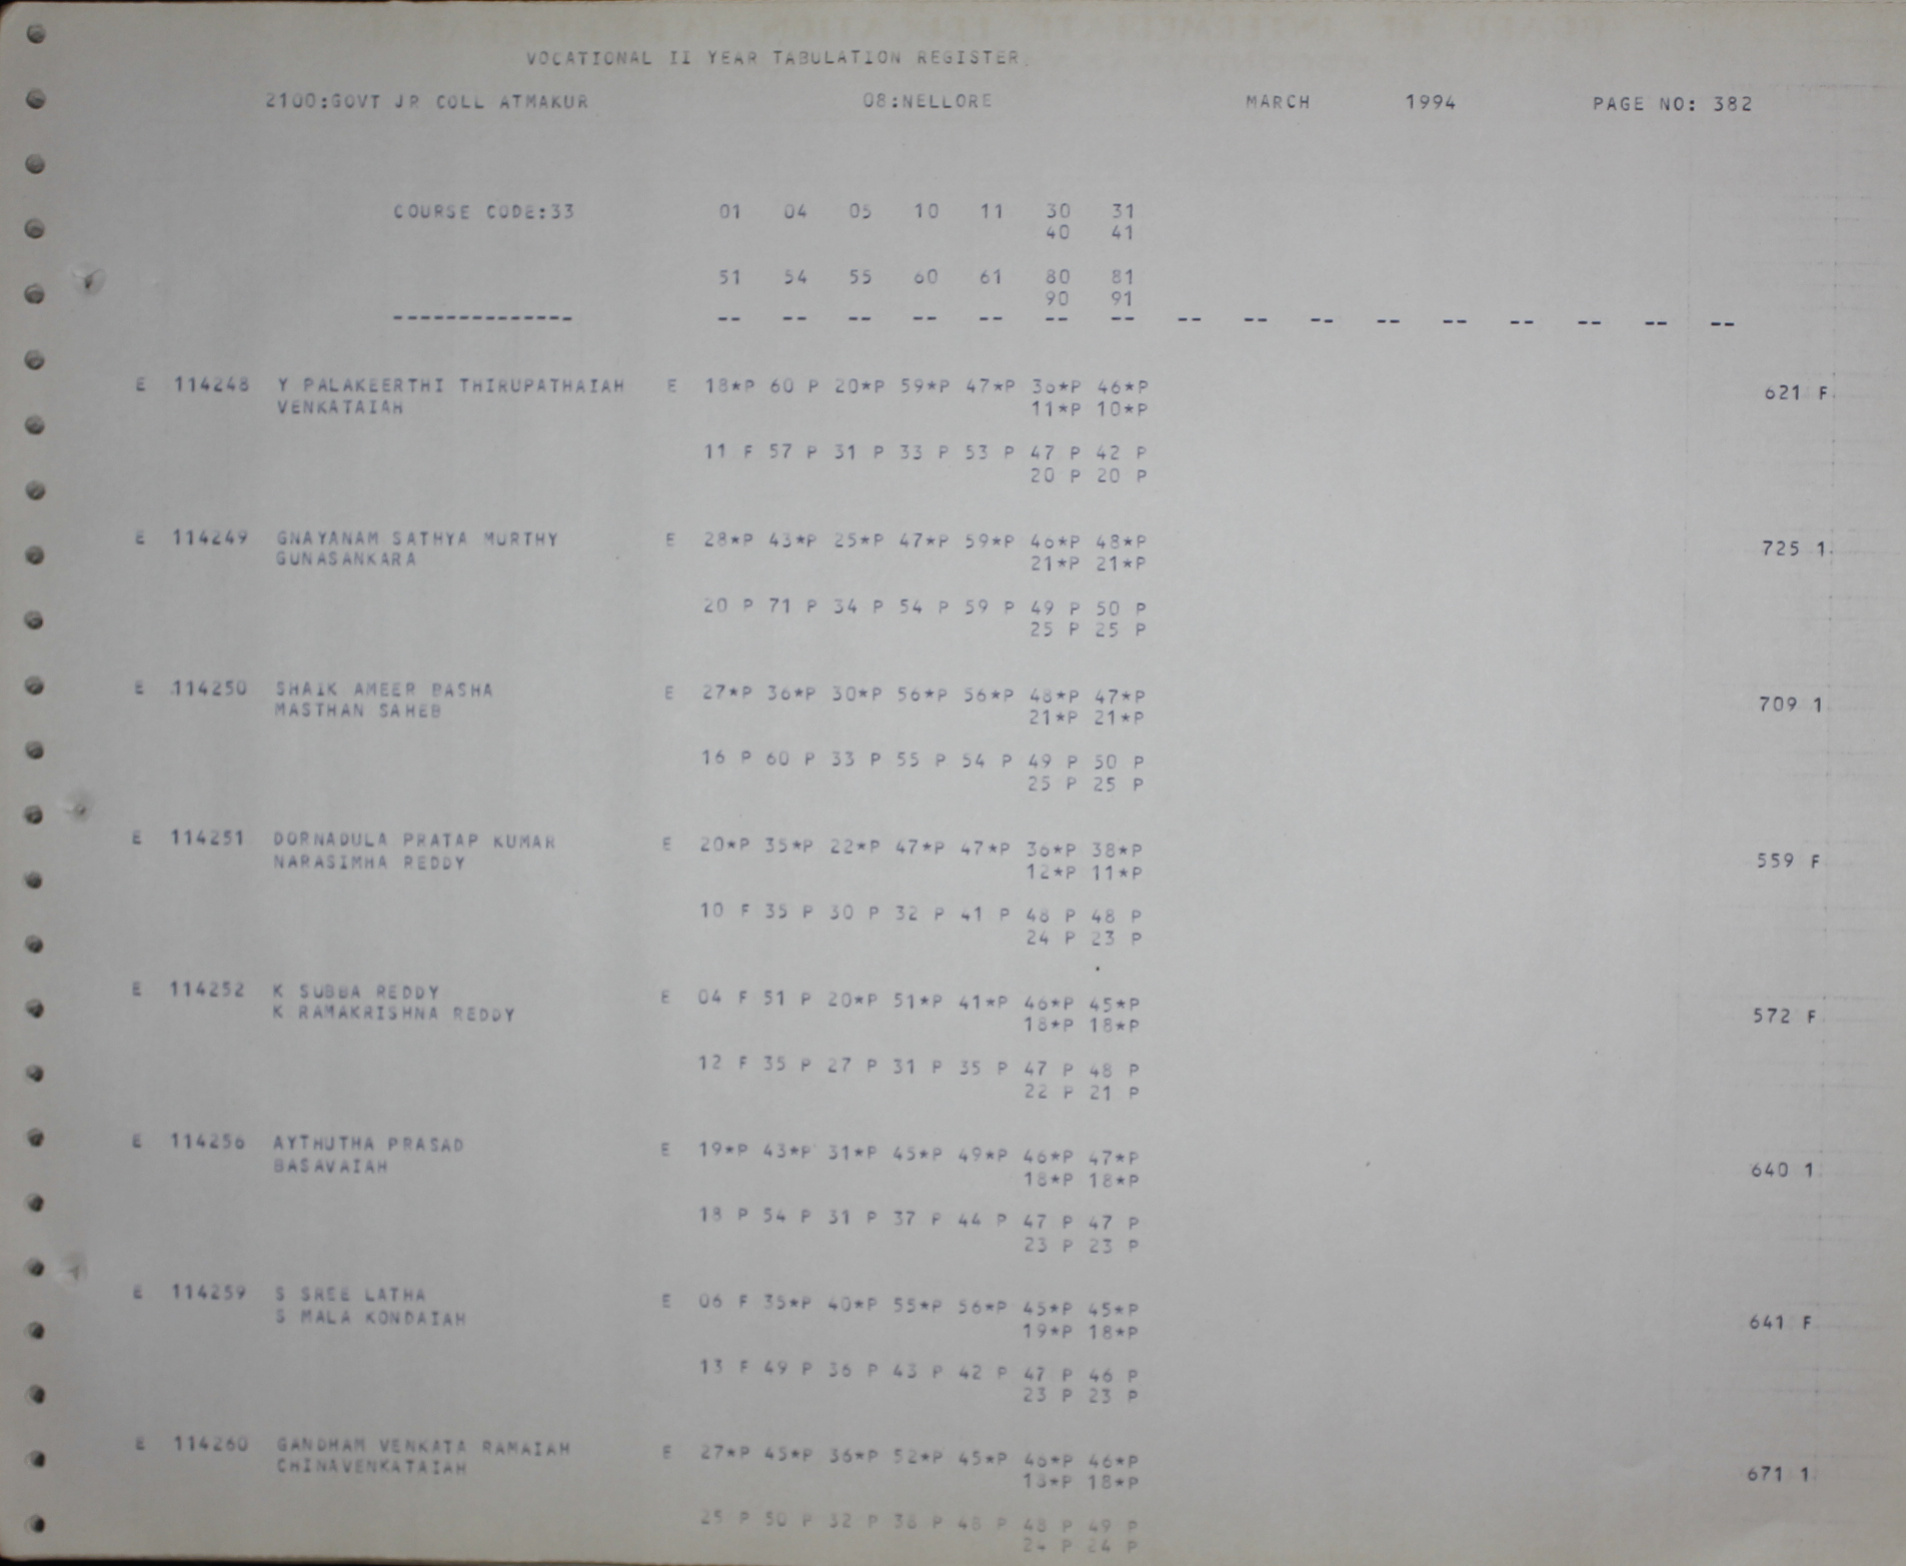 VOCATIONAL II YEAR TABULATION REGISTER.
2100:GOVT JR COLL ATMAKUR 08:NELLORE MARCH 1994 PAGE NO: 382
COURSE CODE:33 01 04 05 10 11 30 31
40 41
51 54 55 60 61 80 81
90 91
-------------- -- -- -- -- -- -- -- -- -- -- -- -- -- -- -- --
E 114248 Y PALAKEERTHI THIRUPATHAIAH E 18*P 60 P 20*P 59*P 47*P 36*P 46*P 621 F
VENKATAIAH 11*P 10*P
11 F 57 P 31 P 33 P 53 P 47 P 42 P
20 P 20 P
E 114249 GNAYANAM SATHYA MURTHY E 28*P 43*P 25*P 47*P 59*P 46*P 48*P 725 1
GUNASANKARA 21*P 21*P
20 P 71 P 34 P 54 P 59 P 49 P 50 P
25 P 25 P
E 114250 SHAIK AMEER BASHA E 27*P 36*P 30*P 56*P 56*P 48*P 47*P 709 1
MASTHAN SAHEB 21*P 21*P
16 P 60 P 33 P 55 P 54 P 49 P 50 P
25 P 25 P
E 114251 DORNADULA PRATAP KUMAR E 20*P 35*P 22*P 47*P 47*P 36*P 38*P 559 F
NARASIMHA REDDY 12*P 11*P
10 F 35 P 30 P 32 P 41 P 48 P 48 P
24 P 23 P
E 114252 K SUBBA REDDY E 04 F 51 P 20*P 51*P 41*P 46*P 45*P 572 F
K RAMAKRISHNA REDDY 18*P 18*P
12 F 35 P 27 P 31 P 35 P 47 P 48 P
22 P 21 P
E 114256 AYTHUTHA PRASAD E 19*P 43*P 31*P 45*P 49*P 46*P 47*P 640 1
BASAVAIAH 18*P 18*P
18 P 54 P 31 P 37 P 44 P 47 P 47 P
23 P 23 P
E 114259 S SREE LATHA E 06 F 35*P 40*P 55*P 56*P 45*P 45*P 641 F
S MALA KONDAIAH 19*P 18*P
13 F 49 P 36 P 43 P 42 P 47 P 46 P
23 P 23 P
E 114260 GANDHAM VENKATA RAMAIAH E 27*P 45*P 36*P 52*P 45*P 46*P 46*P 671 1
CHINAVENKATAIAH 18*P 18*P
25 P 50 P 32 P 38 P 48 P 48 P 49 P
24 P 24 P